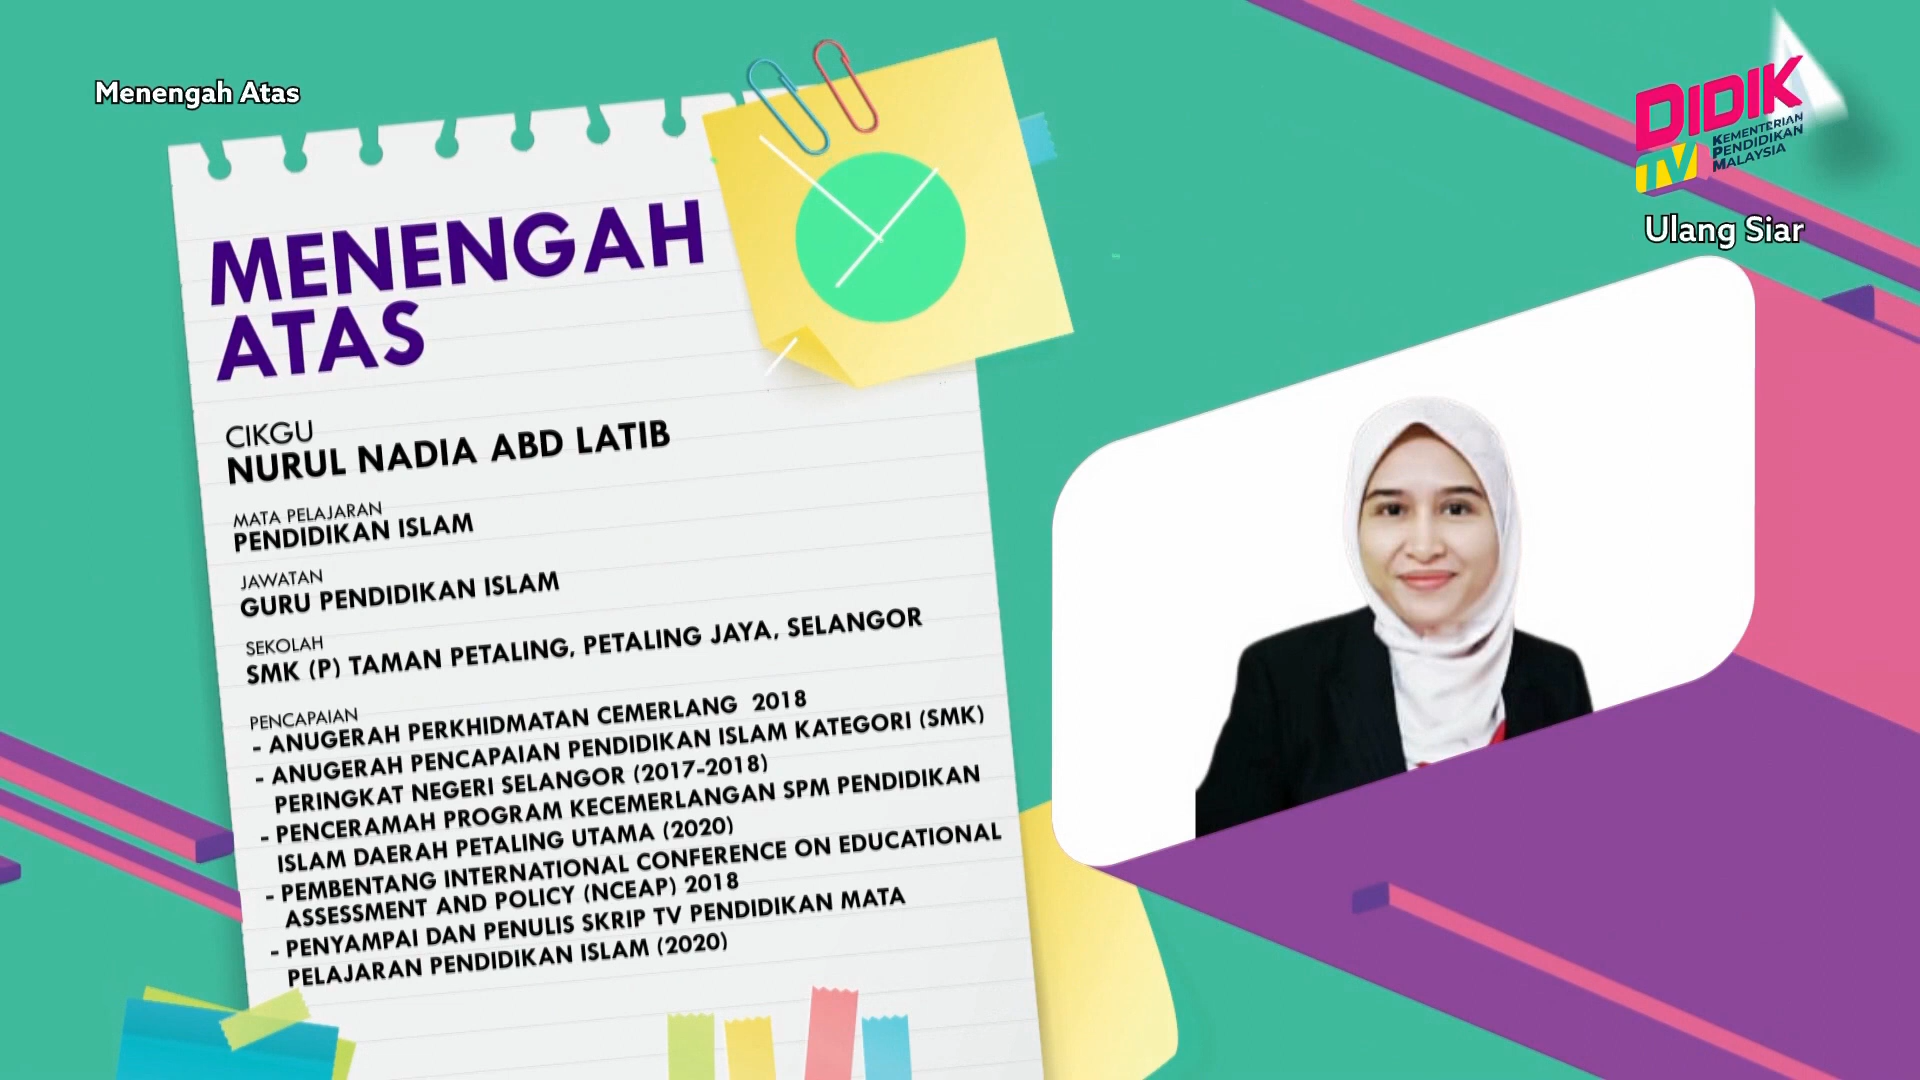 Menengah Atas
DIDIK
TV
KEMENTERIAN
PENDIDIKAN
MALAYSIA
Ulang Siar
MENENGAH
ATAS
CIKGU
NURUL NADIA ABD LATIB
MATA PELAJARAN
PENDIDIKAN ISLAM
JAWATAN
GURU PENDIDIKAN ISLAM
SEKOLAH
SMK (P) TAMAN PETALING, PETALING JAYA, SELANGOR
PENCAPAIAN
- ANUGERAH PERKHIDMATAN CEMERLANG 2018
- ANUGERAH PENCAPAIAN PENDIDIKAN ISLAM KATEGORI (SMK)
PERINGKAT NEGERI SELANGOR (2017-2018)
- PENCERAMAH PROGRAM KECEMERLANGAN SPM PENDIDIKAN
ISLAM DAERAH PETALING UTAMA (2020)
- PEMBENTANG INTERNATIONAL CONFERENCE ON EDUCATIONAL
ASSESSMENT AND POLICY (NCEAP) 2018
- PENYAMPAI DAN PENULIS SKRIP TV PENDIDIKAN MATA
PELAJARAN PENDIDIKAN ISLAM (2020)